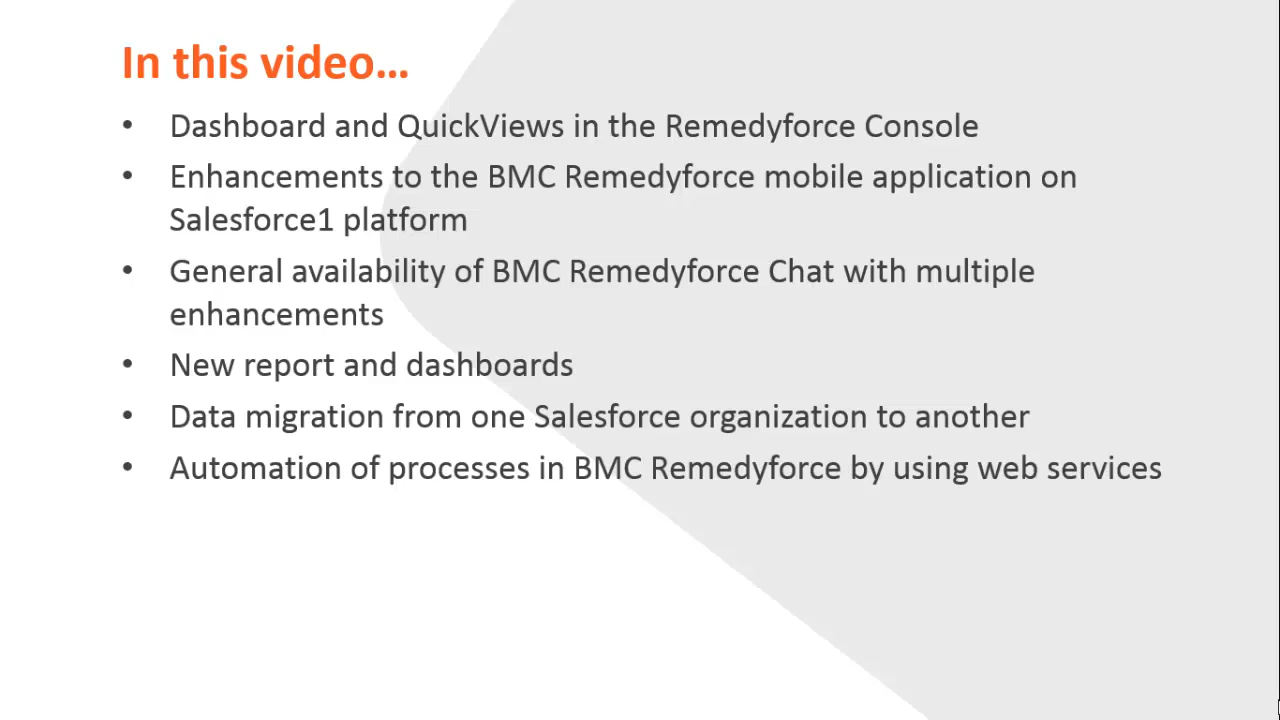 In this video…
• Dashboard and QuickViews in the Remedyforce Console
• Enhancements to the BMC Remedyforce mobile application on
Salesforce1 platform
• General availability of BMC Remedyforce Chat with multiple
enhancements
• New report and dashboards
• Data migration from one Salesforce organization to another
• Automation of processes in BMC Remedyforce by using web services